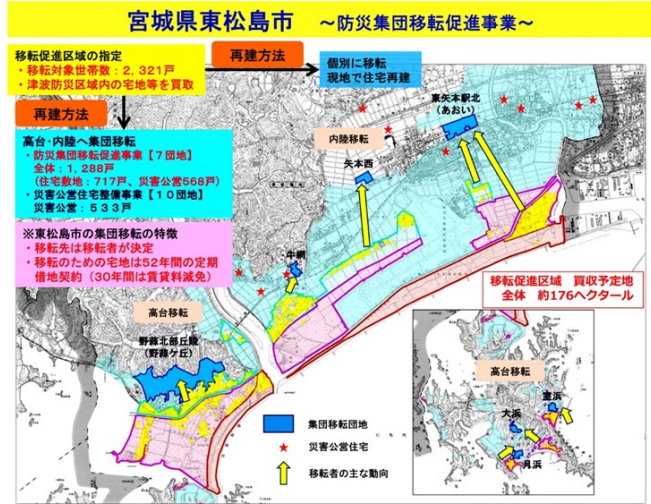 宮城県東松島市 ～防災集団移転促進事業～
移転促進区域の指定
・移転対象世帯数：2,321戸
・津波防災区域内の宅地等を買取
再建方法
個別に移転
現地で住宅再建
再建方法
高台・内陸へ集団移転
・防災集団移転促進事業【7団地】
全体：1,288戸
（住宅敷地：717戸、災害公営568戸）
・災害公営住宅整備事業【10団地】
災害公営：533戸
※東松島市の集団移転の特徴
・移転先は移転者が決定
・移転のための宅地は52年間の定期
借地契約（30年間は賃貸料減免）
東矢本駅北
（あおい）
内陸移転
矢本西
牛網
高台移転
野蒜北部丘陵
（野蒜ケ丘）
移転促進区域 買収予定地
全体 約176ヘクタール
高台移転
室浜
大浜
月浜
集団移転団地
災害公営住宅
移転者の主な動向